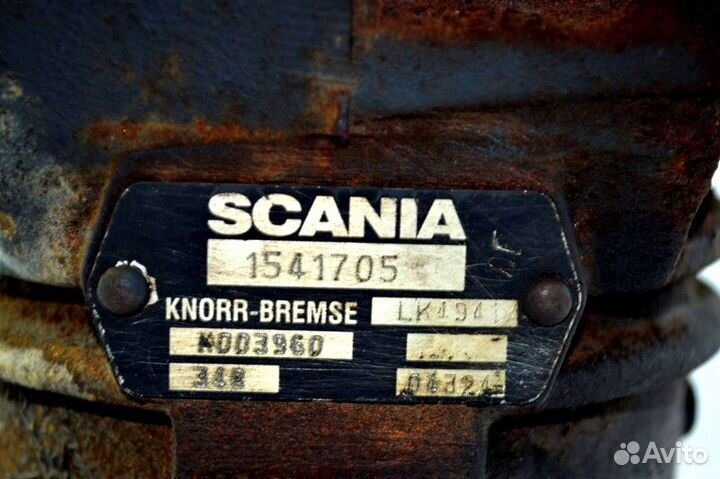 SCANIA
1541705
KNORR-BREMSE LK4941
K003960
348
Avito